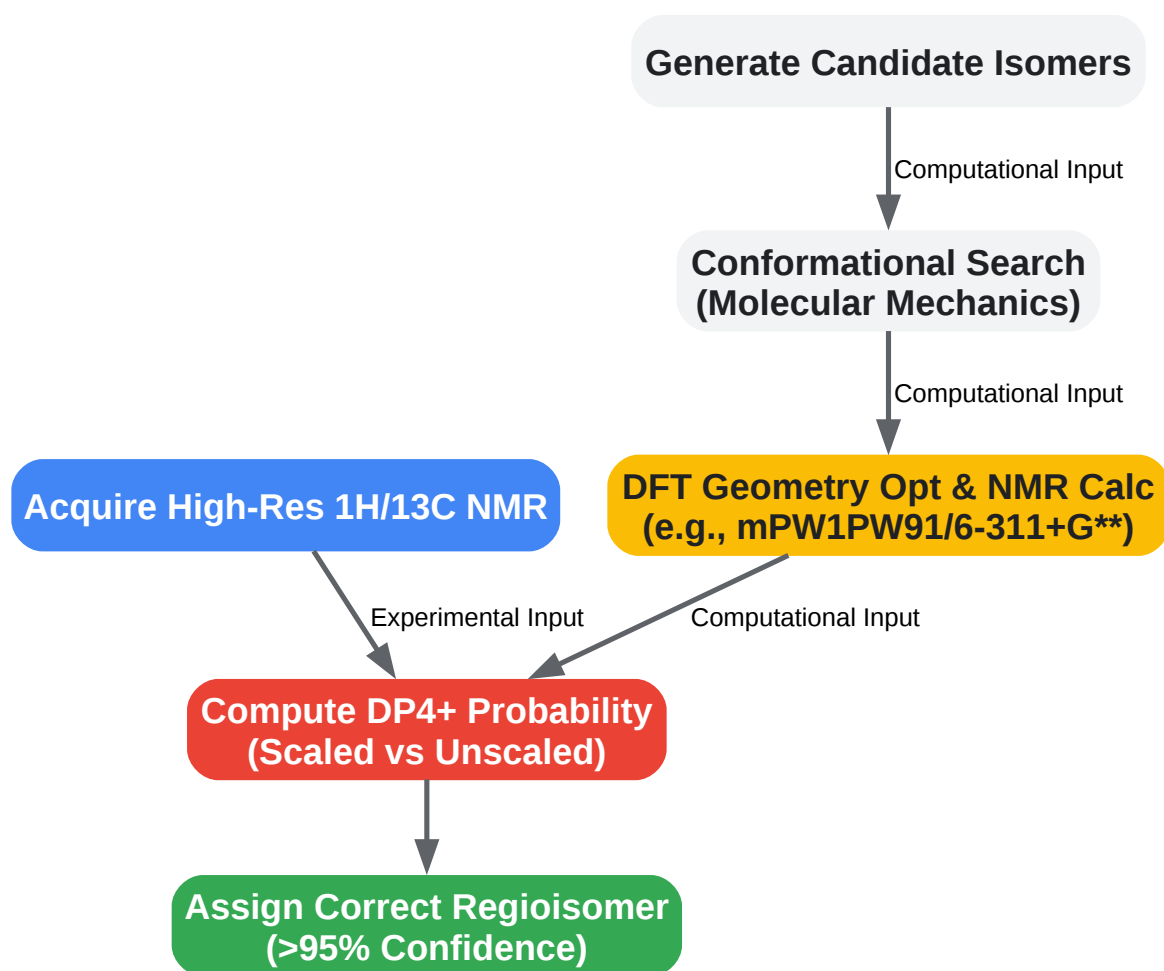 Generate Candidate Isomers
Computational Input
Conformational Search
(Molecular Mechanics)
Computational Input
Acquire High-Res 1H/13C NMR
DFT Geometry Opt & NMR Calc
(e.g., mPW1PW91/6-311+G**)
Experimental Input
Computational Input
Compute DP4+ Probability
(Scaled vs Unscaled)
Assign Correct Regioisomer
(>95% Confidence)